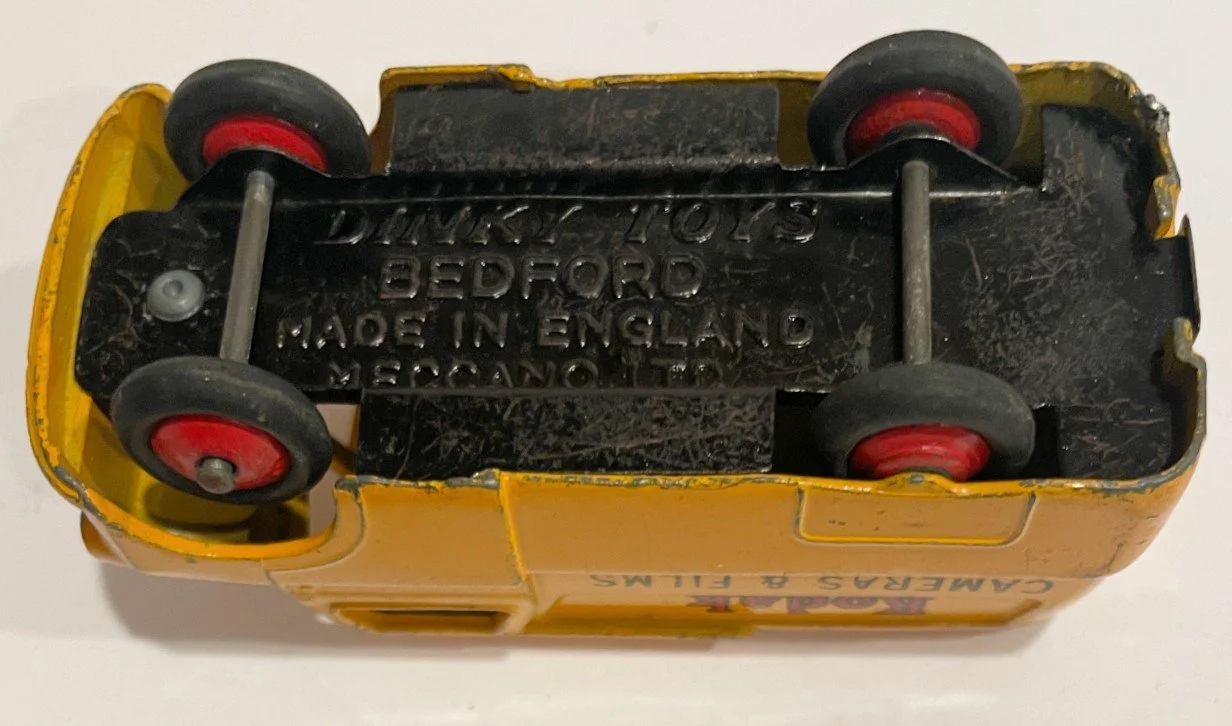 DINKY TOYS
BEDFORD
MADE IN ENGLAND
MECCANO LTD
Kodak
CAMERAS & FILMS